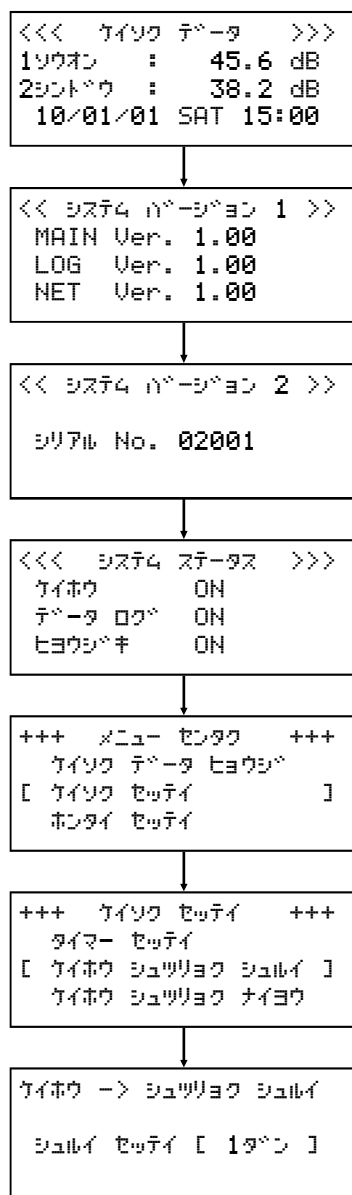 <<< ケイソク データ >>>
1ソウオン : 45.6 dB
2シンドウ : 38.2 dB
10/01/01 SAT 15:00
<< システム バージョン 1 >>
MAIN Ver. 1.00
LOG Ver. 1.00
NET Ver. 1.00
<< システム バージョン 2 >>
シリアル No. 02001
<<< システム ステータス >>>
ケイホウ ON
データ ログ ON
ヒョウジキ ON
+++ メニュー センタク +++
ケイソク データ ヒョウジ
[ ケイソク セッテイ ]
ホンタイ セッテイ
+++ ケイソク セッテイ +++
タイマー セッテイ
[ ケイホウ シュツリョク シュルイ ]
ケイホウ シュツリョク ナイヨウ
ケイホウ -> シュツリョク シュルイ
シュルイ セッテイ [ 1ダン ]